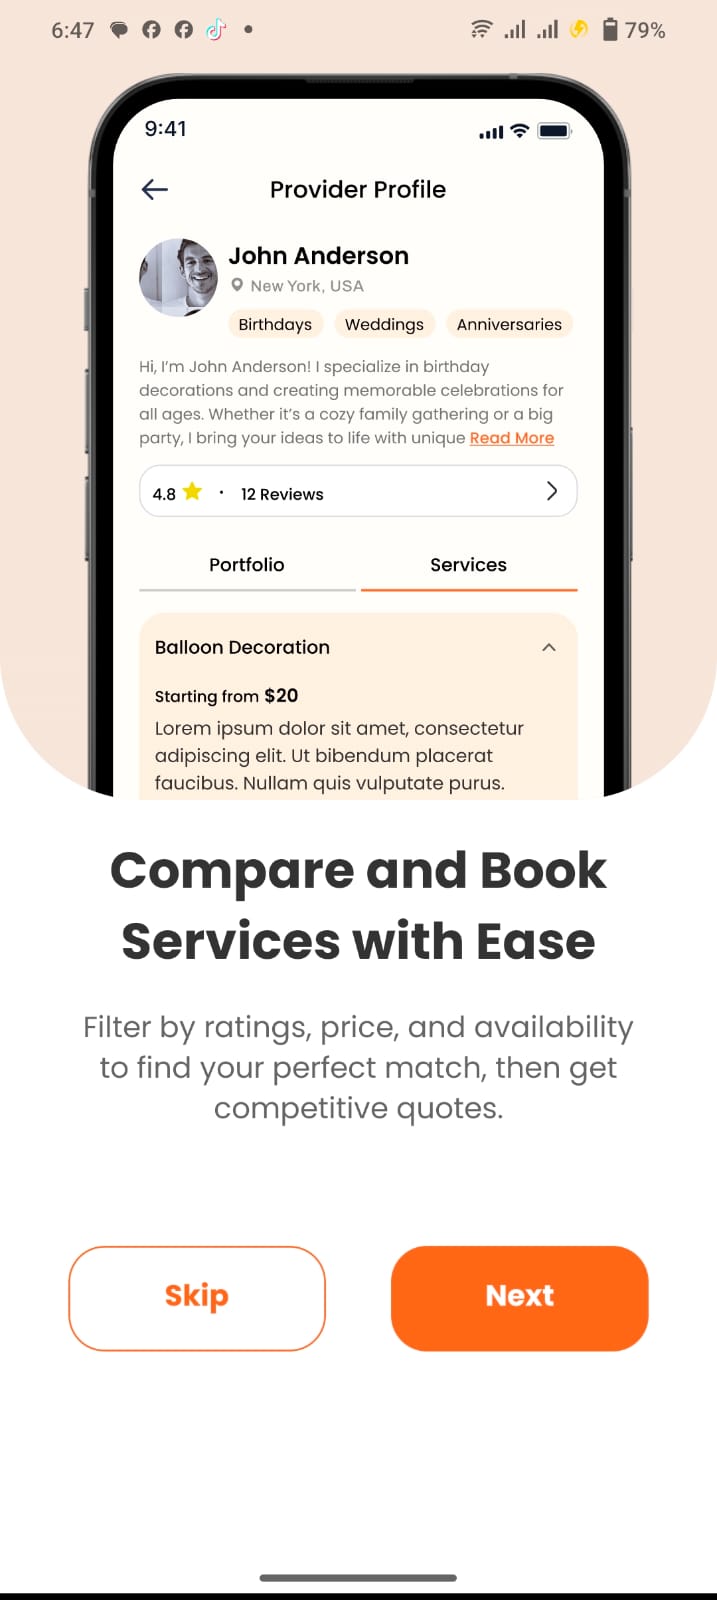 6:47
79%
9:41
Provider Profile
John Anderson
New York, USA
Birthdays Weddings Anniversaries
Hi, I'm John Anderson! I specialize in birthday
decorations and creating memorable celebrations for
all ages. Whether it's a cozy family gathering or a big
party, I bring your ideas to life with unique Read More
4.8 · 12 Reviews
Portfolio Services
Balloon Decoration
Starting from $20
Lorem ipsum dolor sit amet, consectetur
adipiscing elit. Ut bibendum placerat
faucibus. Nullam quis vulputate purus.
Compare and Book
Services with Ease
Filter by ratings, price, and availability
to find your perfect match, then get
competitive quotes.
Skip Next